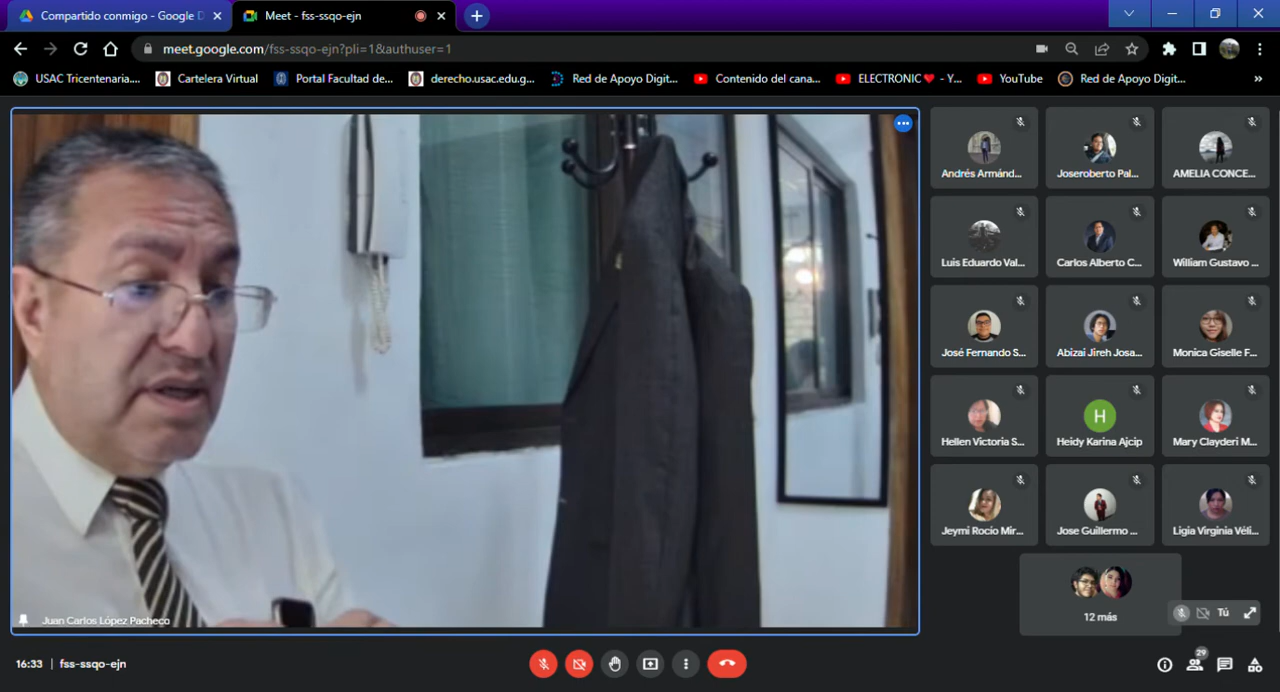 Compartido conmigo - Google D
Meet - fss-ssqo-ejn
meet.google.com/fss-ssqo-ejn?pli=1&authuser=1
USAC Tricentenaria...
Cartelera Virtual
Portal Facultad de...
derecho.usac.edu.g...
Red de Apoyo Digit...
Contenido del cana...
ELECTRONIC❤ - Y...
YouTube
Red de Apoyo Digit...
»
Andrés Armánd...
Joseroberto Pal...
AMELIA CONCE...
Luis Eduardo Val...
Carlos Alberto C...
William Gustavo ...
José Fernando S...
Abizai Jireh Josa...
Monica Giselle F...
Hellen Victoria S...
H
Heidy Karina Ajcip
Mary Clayderi M...
Jeymi Rocío Mir...
Jose Guillermo ...
Ligia Virginia Véli...
12 más
Tú
Juan Carlos López Pacheco
16:33 | fss-ssqo-ejn
29